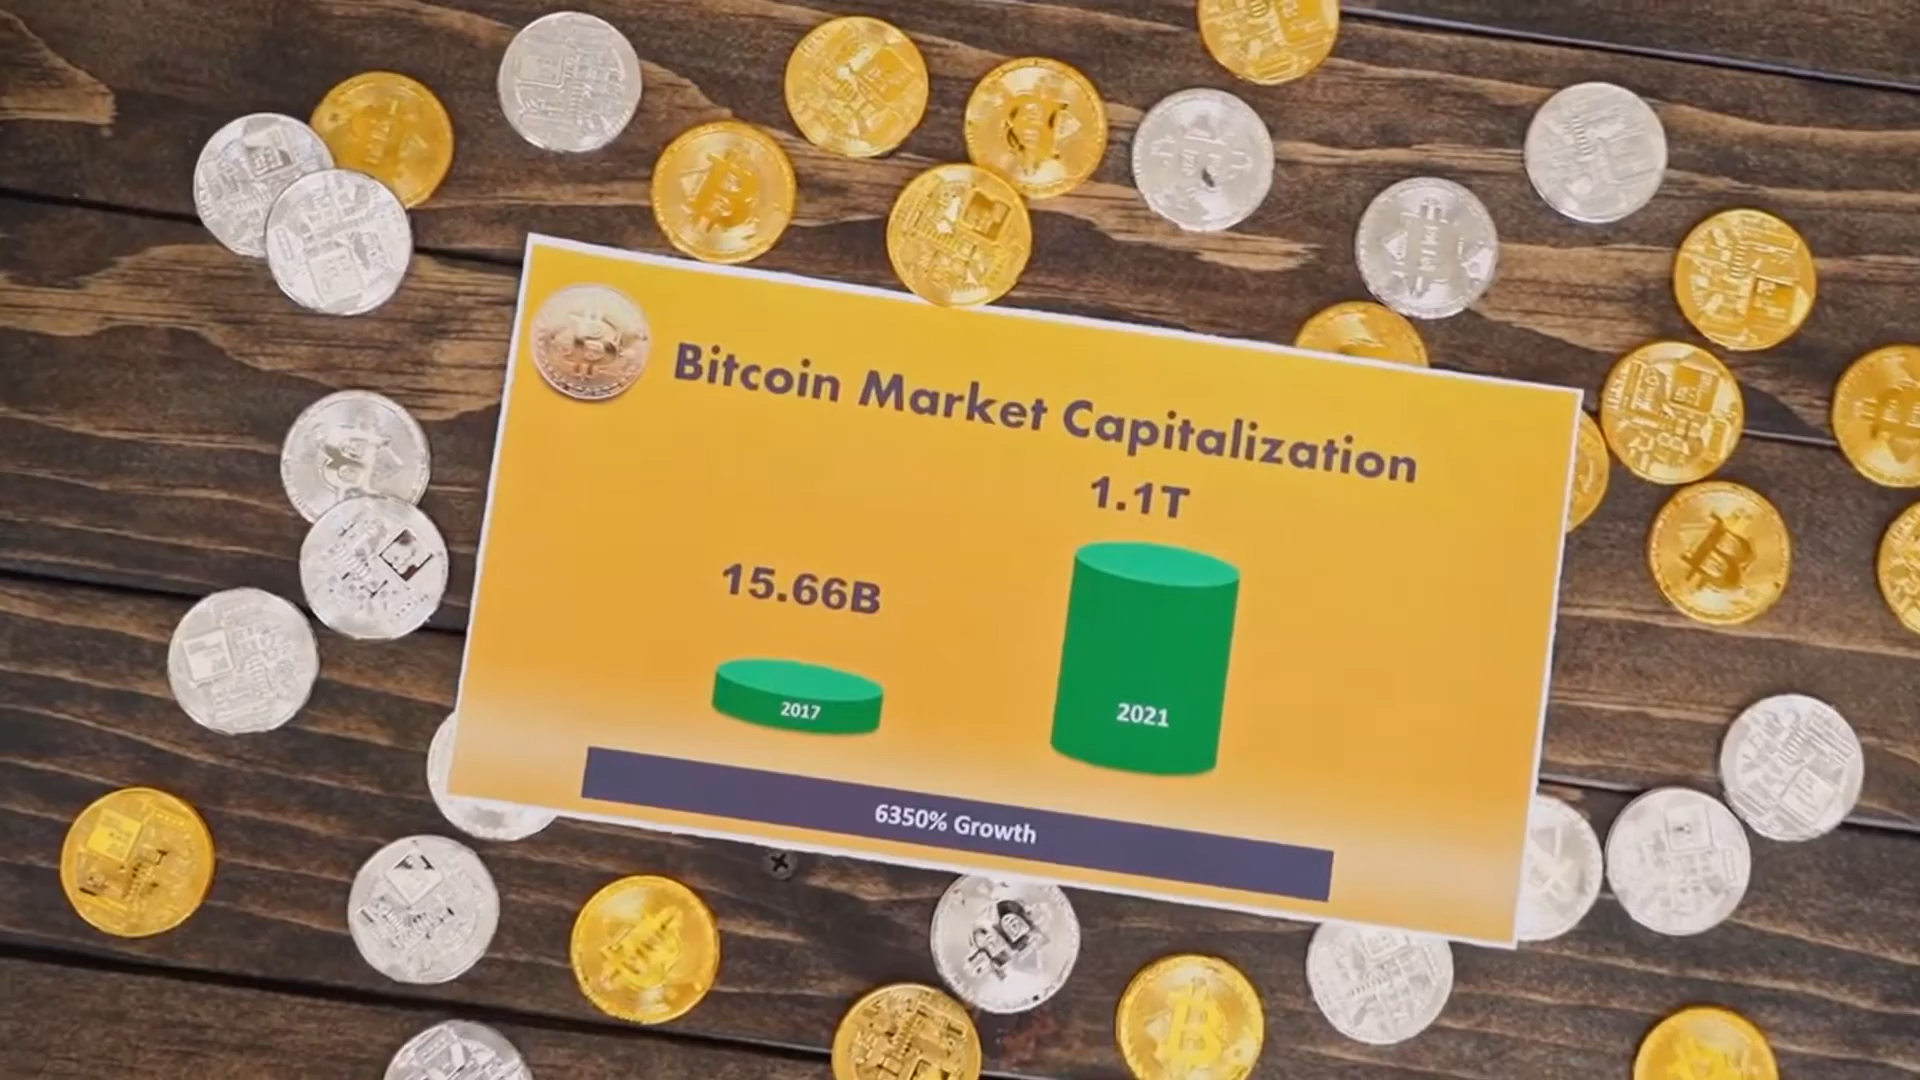 Bitcoin Market Capitalization
1.1T
15.66B
2017
2021
6350% Growth